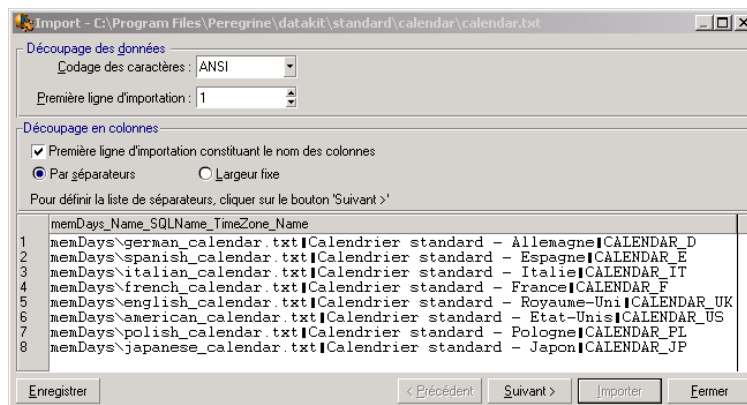 Import - C:\Program Files\Peregrine\datakit\standard\calendar\calendar.txt
Découpage des données
Codage des caractères : ANSI
Première ligne d'importation : 1
Découpage en colonnes
Première ligne d'importation constituant le nom des colonnes
Par séparateurs Largeur fixe
Pour définir la liste de séparateurs, cliquer sur le bouton 'Suivant >'
memDays_Name_SQLName_TimeZone_Name
1 memDays\german_calendar.txt|Calendrier standard - Allemagne|CALENDAR_D
2 memDays\spanish_calendar.txt|Calendrier standard - Espagne|CALENDAR_E
3 memDays\italian_calendar.txt|Calendrier standard - Italie|CALENDAR_IT
4 memDays\french_calendar.txt|Calendrier standard - France|CALENDAR_F
5 memDays\english_calendar.txt|Calendrier standard - Royaume-Uni|CALENDAR_UK
6 memDays\american_calendar.txt|Calendrier standard - Etat-Unis|CALENDAR_US
7 memDays\polish_calendar.txt|Calendrier standard - Pologne|CALENDAR_PL
8 memDays\japanese_calendar.txt|Calendrier standard - Japon|CALENDAR_JP
Enregistrer < Précédent Suivant > Importer Fermer